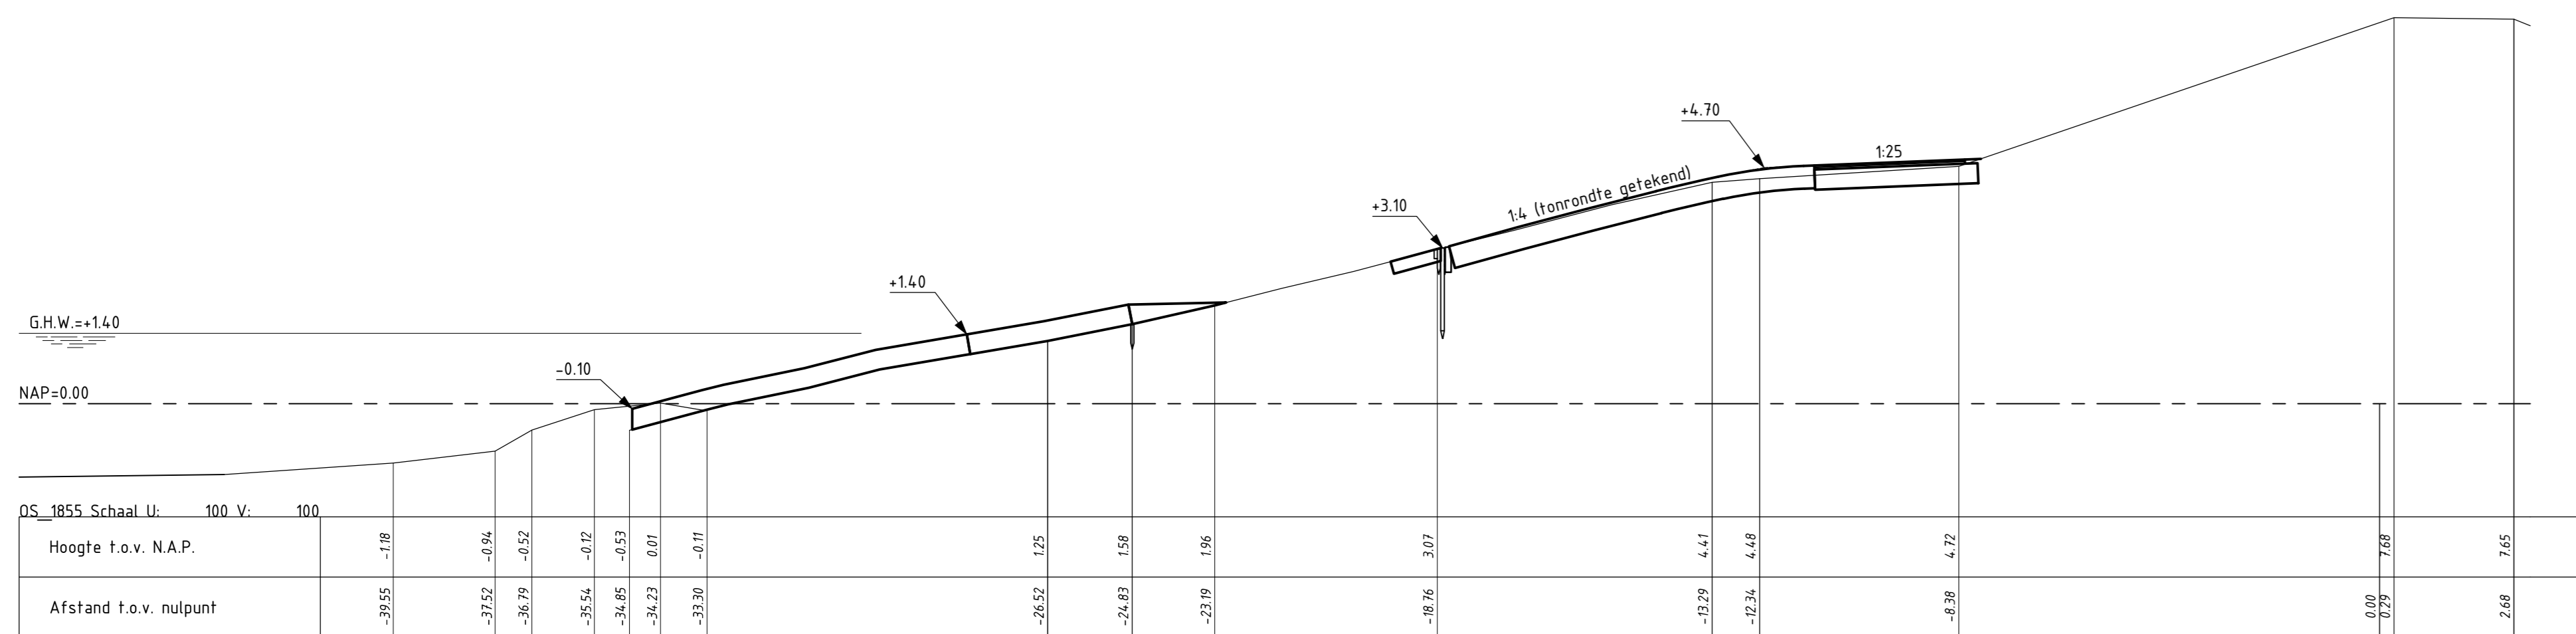 +4.70
1:25
1:4 (tonrondte getekend)
+3.10
+1.40
G.H.W.=+1.40
-0.10
NAP=0.00
OS_1855 Schaal U: 100 V: 100
Hoogte t.o.v. N.A.P. -1.18 -0.94 -0.52 -0.12 -0.53 0.01 -0.11 1.25 1.58 1.96 3.07 4.41 4.48 4.72 7.68 7.65
Afstand t.o.v. nulpunt -39.55 -37.52 -36.79 -35.54 -34.85 -34.23 -33.30 -26.52 -24.83 -23.19 -18.76 -13.29 -12.34 -8.38 0.00 0.29 2.68